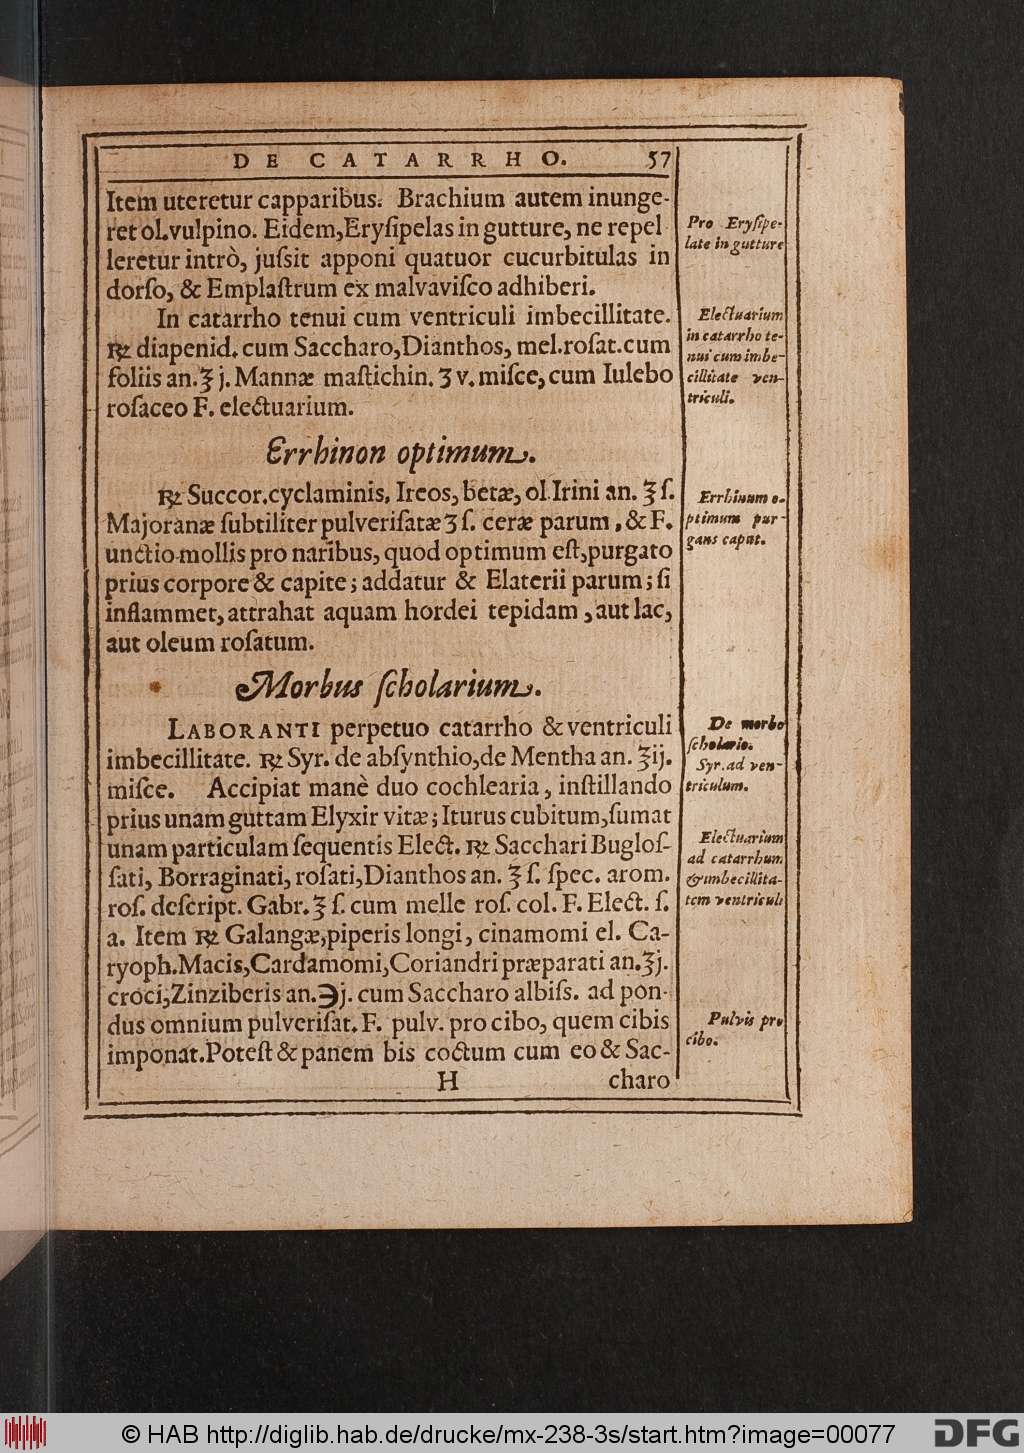 DE CATARRHO. 57
Item uteretur capparibus. Brachium autem inunge-
ret ol.vulpino. Eidem,Eryſipelas in gutture, ne repel-
leretur intrò, juſsit apponi quatuor cucurbitulas in
dorſo, & Emplaſtrum ex malvaviſco adhiberi.
In catarrho tenui cum ventriculi imbecillitate.
℞ diapenid. cum Saccharo,Dianthos, mel.roſat.cum
foliis an.℥ j. Mannæ maſtichin. ʒ v. miſce, cum Iulebo
roſaceo F. electuarium.
Errhinon optimum.
℞ Succor.cyclaminis, Ireos, betæ, ol.Irini an. ℥ ſ.
Majoranæ ſubtiliter pulveriſatæ ʒ ſ. ceræ parum, & F.
unctio mollis pro naribus, quod optimum eſt, purgato
prius corpore & capite; addatur & Elaterii parum; ſi
inflammet, attrahat aquam hordei tepidam, aut lac,
aut oleum roſatum.
Morbus ſcholarium.
LABORANTI perpetuo catarrho & ventriculi
imbecillitate. ℞ Syr. de abſynthio,de Mentha an. ℥ij.
miſce. Accipiat manè duo cochlearia, inſtillando
prius unam guttam Elyxir vitæ; Iturus cubitum,ſumat
unam particulam ſequentis Elect. ℞ Sacchari Bugloſ-
ſati, Borraginati, roſati,Dianthos an. ℥ ſ. ſpec. arom.
roſ. deſcript. Gabr. ℥ ſ. cum melle roſ. col. F. Elect. ſ.
a. Item ℞ Galangæ,piperis longi, cinamomi el. Ca-
ryoph.Macis,Cardamomi,Coriandri præparati an.ʒj.
croci,Zinziberis an.℈j. cum Saccharo albiſs. ad pon-
dus omnium pulveriſat. F. pulv. pro cibo, quem cibis
imponat. Poteſt & panem bis coctum cum eo & Sac-
H charo
Pro Eryſipe-
late in gutture
Electuarium
in catarrho te-
nui cum imbe-
cillitate ven-
triculi.
Errhinum o-
ptimum pur-
gans caput.
De morbo
ſcholario.
Syr. ad ven-
triculum.
Electuarium
ad catarrhum
& imbecillita-
tem ventriculi
Pulvis pro
cibo.
© HAB http://diglib.hab.de/drucke/mx-238-3s/start.htm?image=00077
DFG